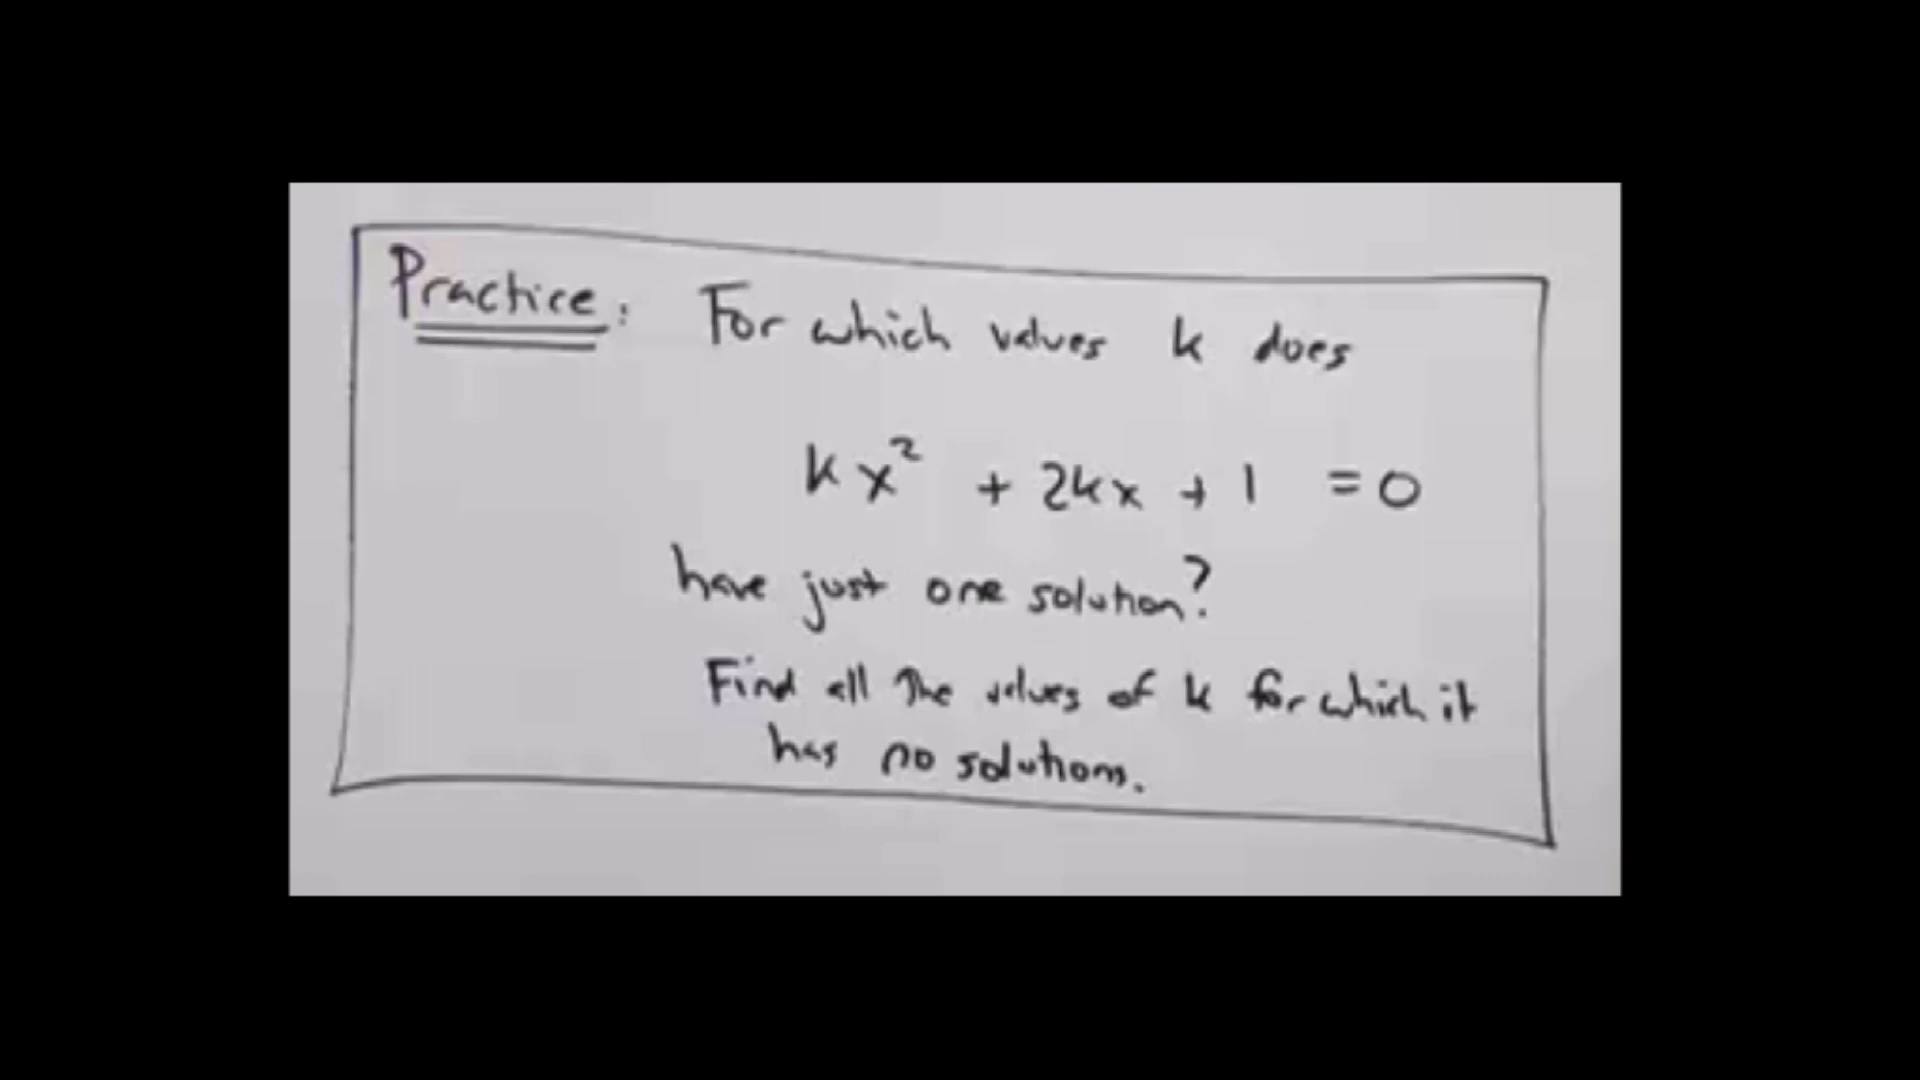 Practice: For which values k does
kx² + 2kx + 1 = 0
have just one solution?
Find all the values of k for which it
has no solutions.